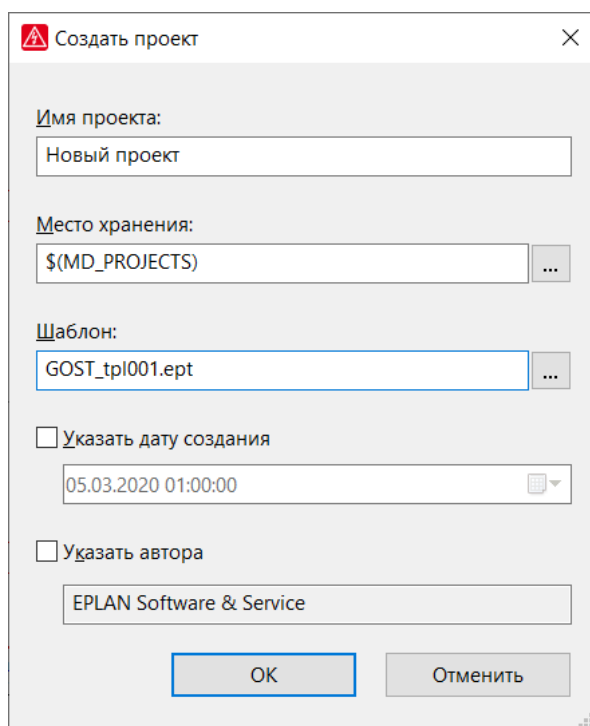 Создать проект
Имя проекта:
Новый проект
Место хранения:
$(MD_PROJECTS)
...
Шаблон:
GOST_tpl001.ept
...
Указать дату создания
05.03.2020 01:00:00
Указать автора
EPLAN Software & Service
OK
Отменить